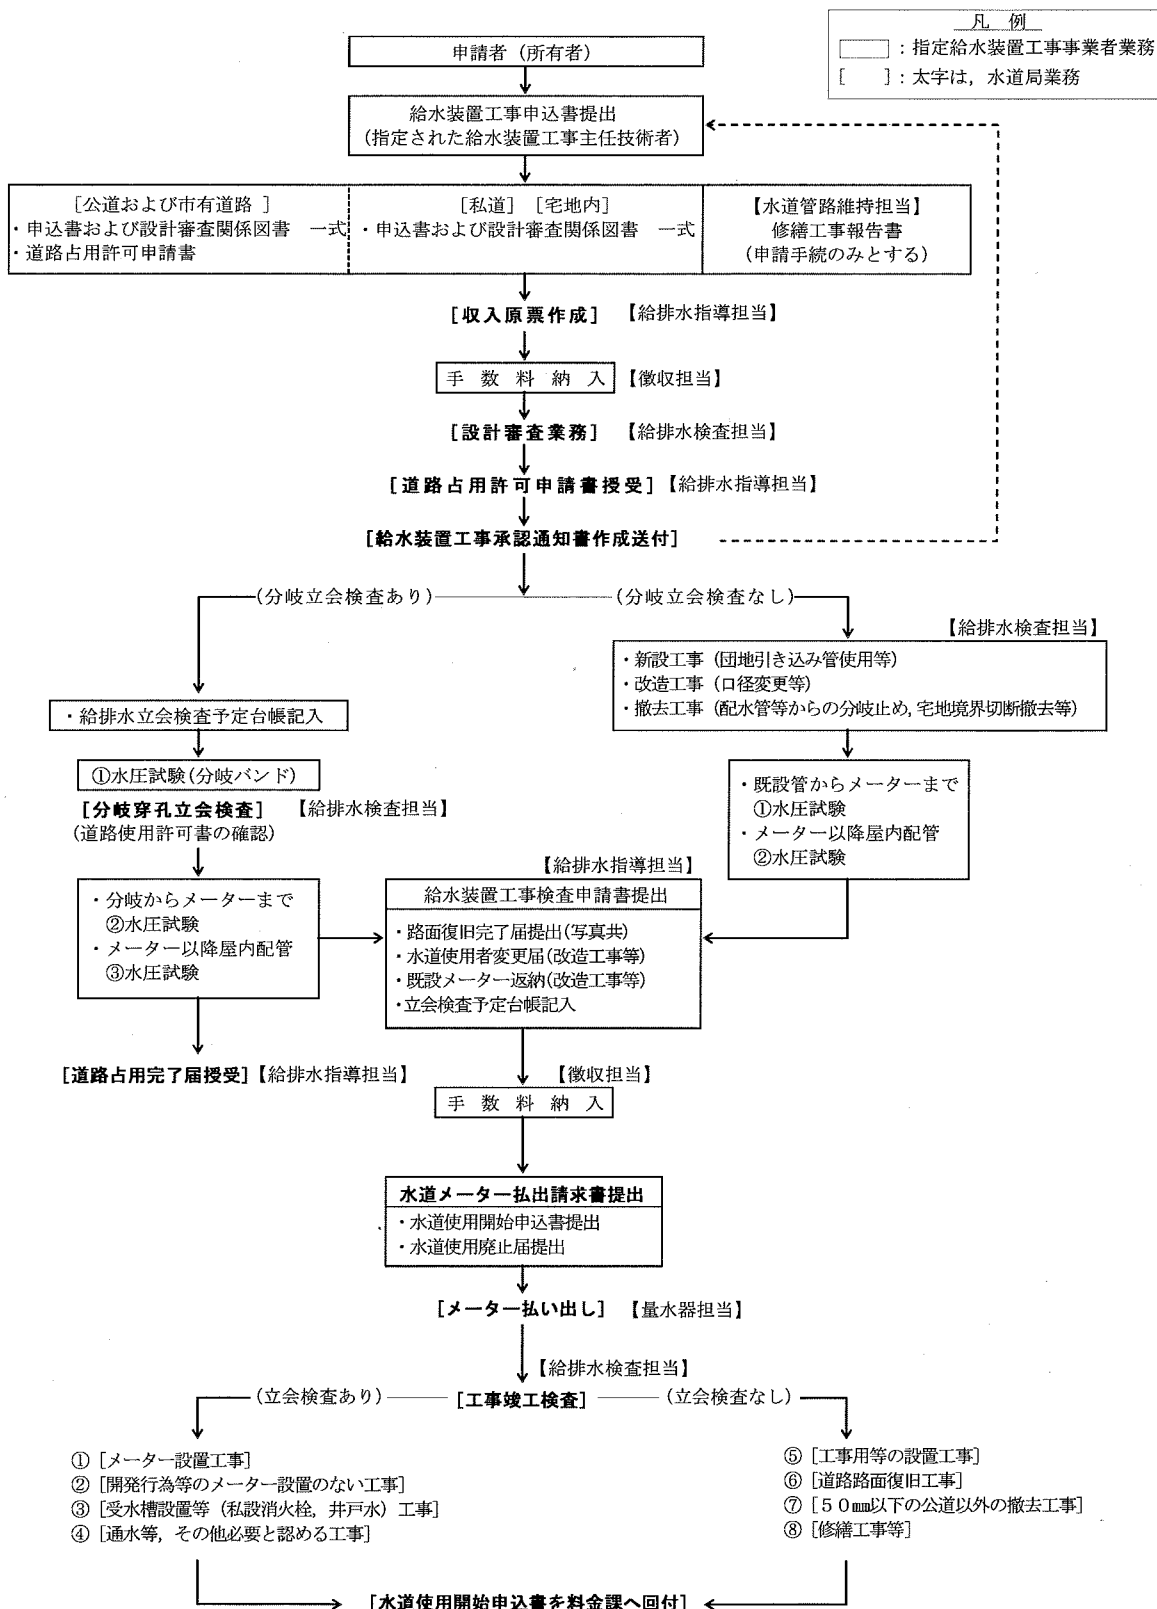 凡 例
：指定給水装置工事事業者業務
[ ]：太字は，水道局業務
申請者（所有者）
給水装置工事申込書提出
(指定された給水装置工事主任技術者)
[公道および市有道路 ]
・申込書および設計審査関係図書 一式
・道路占用許可申請書
[私道] [宅地内]
・申込書および設計審査関係図書 一式
【水道管路維持担当】
修繕工事報告書
(申請手続のみとする)
[収入原票作成] 【給排水指導担当】
手 数 料 納 入 【徴収担当】
[設計審査業務] 【給排水検査担当】
[道路占用許可申請書授受] 【給排水指導担当】
[給水装置工事承認通知書作成送付]
(分岐立会検査あり) (分岐立会検査なし)
【給排水検査担当】
・新設工事（団地引き込み管使用等）
・改造工事（口径変更等）
・撤去工事（配水管等からの分岐止め, 宅地境界切断撤去等）
・給排水立会検査予定台帳記入
①水圧試験(分岐バンド)
[分岐穿孔立会検査] 【給排水検査担当】
(道路使用許可書の確認)
・既設管からメーターまで
①水圧試験
・メーター以降屋内配管
②水圧試験
・分岐からメーターまで
②水圧試験
・メーター以降屋内配管
③水圧試験
【給排水指導担当】
給水装置工事検査申請書提出
・路面復旧完了届提出(写真共)
・水道使用者変更届(改造工事等)
・既設メーター返納(改造工事等)
・立会検査予定台帳記入
[道路占用完了届授受] 【給排水指導担当】
【徴収担当】
手 数 料 納 入
水道メーター払出請求書提出
・水道使用開始申込書提出
・水道使用廃止届提出
[メーター払い出し] 【量水器担当】
【給排水検査担当】
(立会検査あり) [工事竣工検査] (立会検査なし)
① [メーター設置工事]
② [開発行為等のメーター設置のない工事]
③ [受水槽設置等（私設消火栓，井戸水）工事]
④ [通水等，その他必要と認める工事]
⑤ [工事用等の設置工事]
⑥ [道路路面復旧工事]
⑦ [５０㎜以下の公道以外の撤去工事]
⑧ [修繕工事等]
[水道使用開始申込書を料金課へ回付]